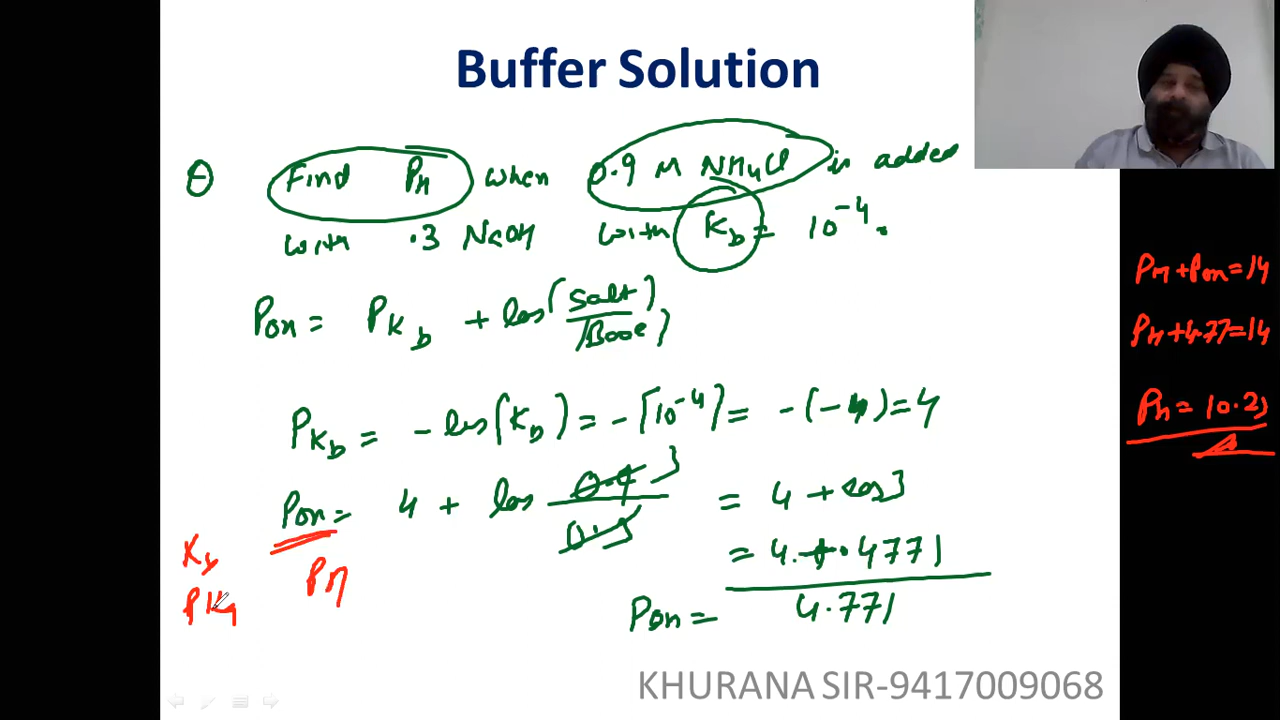 Buffer Solution
Q Find PH when 0.9 M NH4Cl is added
with .3 NaOH with Kb = 10-4.
POH = PKb + log (Salt / Base)
PKb = - log (Kb) = - [10-4] = - (-4) = 4
POH = 4 + log 0.9 / 0.3 3 = 4 + log 3
= 4. + .4771
POH = 4.771
Kb
PH
PKb
PH + POH = 14
PH + 4.77 = 14
PH = 10.23
KHURANA SIR-9417009068